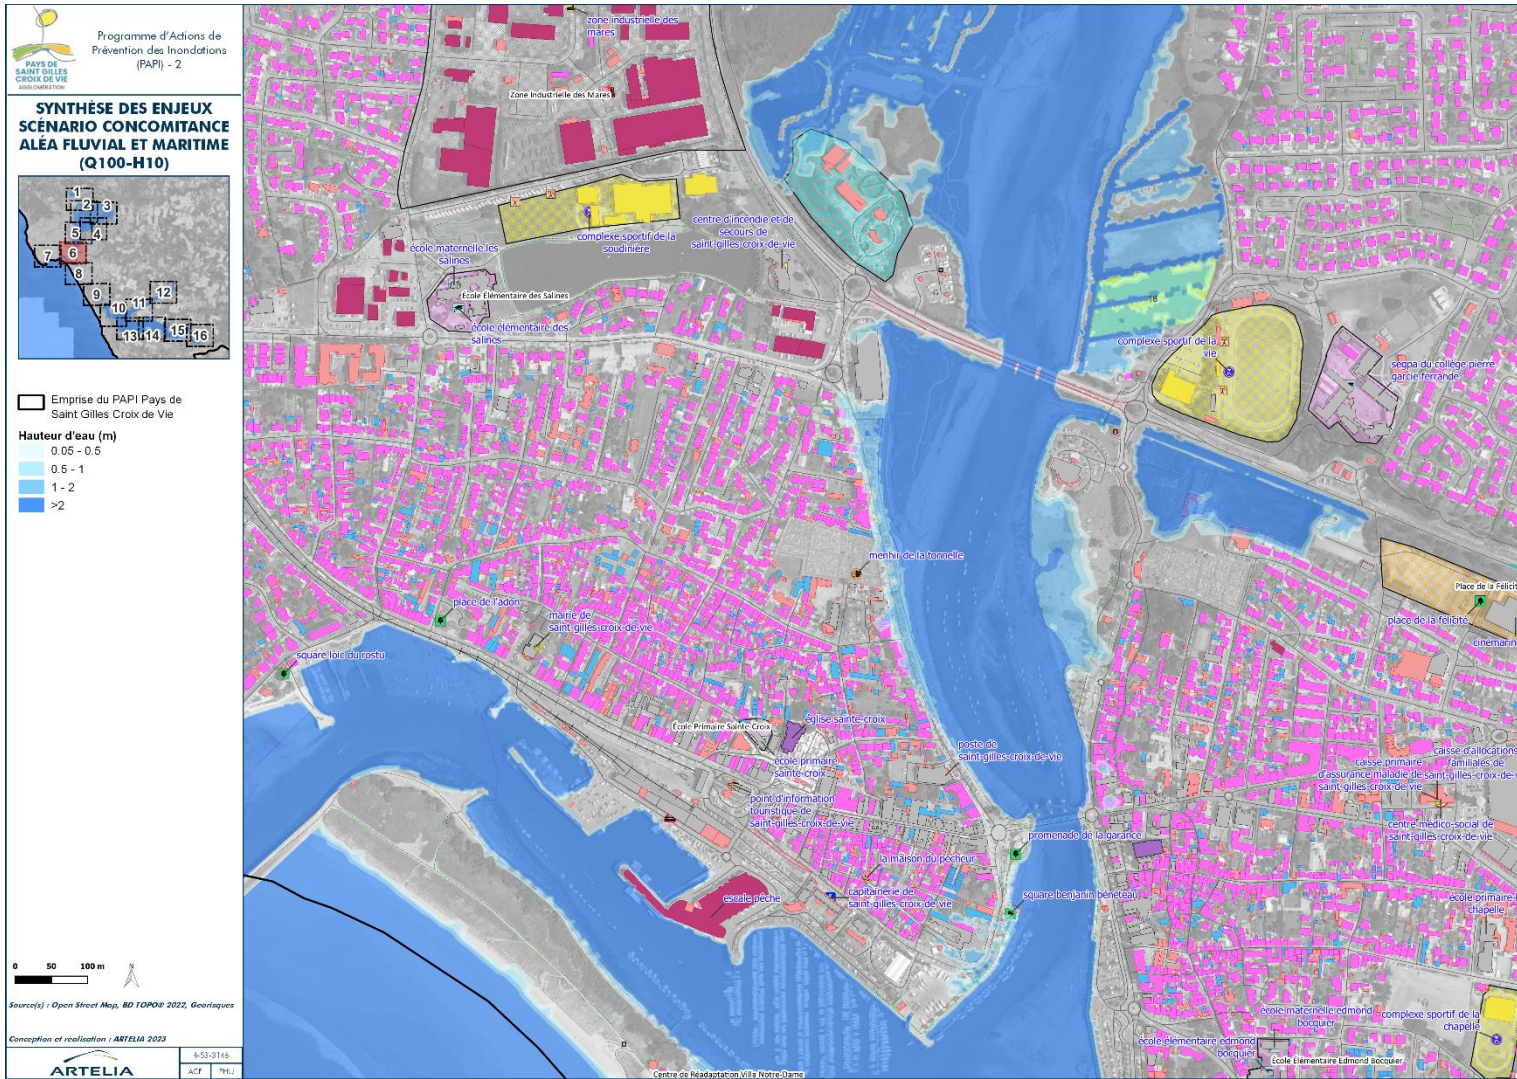 Programme d'Actions de
Prévention des Inondations
(PAPI) - 2
PAYS DE
SAINT GILLES
CROIX DE VIE
AGGLOMÉRATION
SYNTHÈSE DES ENJEUX
SCÉNARIO CONCOMITANCE
ALÉA FLUVIAL ET MARITIME
(Q100-H10)
1
2
3
4
5
6
7
8
9
10
11
12
13
14
15
16
Emprise du PAPI Pays de
Saint Gilles Croix de Vie
Hauteur d'eau (m)
0.05 - 0.5
0.5 - 1
1 - 2
>2
0 50 100 m
N
Source(s) : Open Street Map, BD TOPO® 2022, Georisques
Conception et réalisation : ARTELIA 2023
ARTELIA
4-53-3146
ACF PHU
zone industrielle des
mares
Zone Industrielle des Mares
complexe sportif de la
soudinière
centre d'incendie et de
secours de
saint-gilles-croix-de-vie
école maternelle les
salines
École Elémentaire des Salines
école élémentaire des
salines
18
complexe sportif de la
vie
segpa du collège pierre
garcie ferrande
menhir de la tonnelle
place de l'adon
mairie de
saint-gilles-croix-de-vie
square loic du rostu
Place de la Félicit
place de la félicité
cinémarin
École Primaire Sainte-Croix
église sainte-croix
école primaire
sainte-croix
poste de
saint-gilles-croix-de-vie
point d'information
touristique de
saint-gilles-croix-de-vie
caisse d'allocations
familiales de
saint-gilles-croix-de-v
caisse primaire
d'assurance maladie de
saint gilles croix de vie
centre médico-social de
saint-gilles-croix-de-vie
promenade de la garance
la maison du pêcheur
capitainerie de
saint gilles croix de vie
square benjamin bénéteau
escale pêche
école primaire l
chapelle
école maternelle edmond
bocquier
complexe sportif de la
chapelle
école élémentaire edmond
bocquier
École Elémentaire Edmond Bocquier
Centre de Réadaptation Villa Notre-Dame